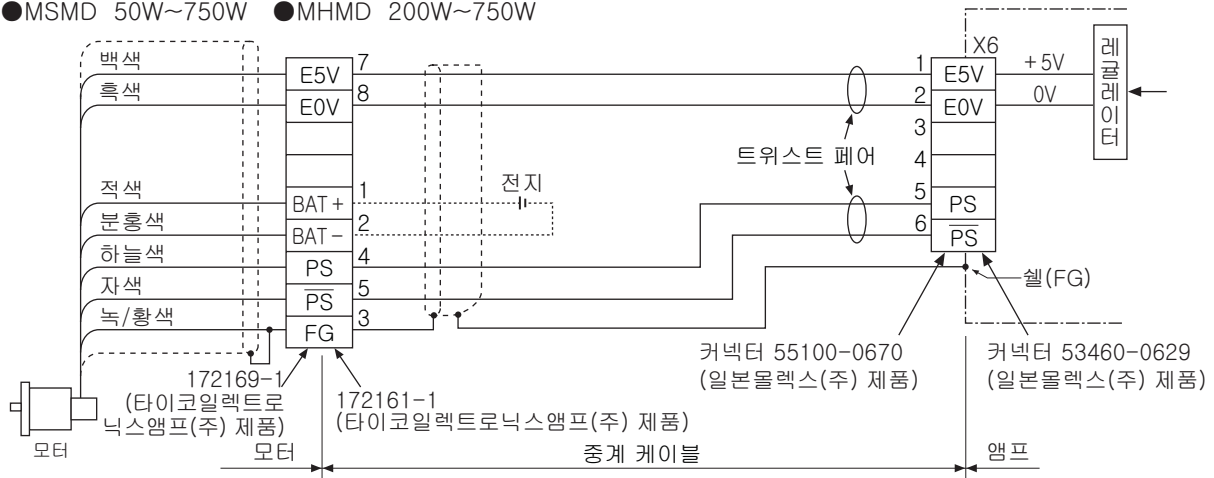 ●MSMD 50W~750W ●MHMD 200W~750W
백색
흑색
적색
분홍색
하늘색
자색
녹/황색
E5V 7
E0V 8
BAT+ 1
BAT- 2
PS 4
P̅S̅ 5
FG 3
전지
트위스트 페어
X6
1 E5V +5V
2 E0V 0V
3
4
5 PS
6 P̅S̅
레귤레이터
쉘(FG)
172169-1
(타이코일렉트로
닉스앰프(주) 제품)
172161-1
(타이코일렉트로닉스앰프(주) 제품)
커넥터 55100-0670
(일본몰렉스(주) 제품)
커넥터 53460-0629
(일본몰렉스(주) 제품)
모터
모터
중계 케이블
앰프